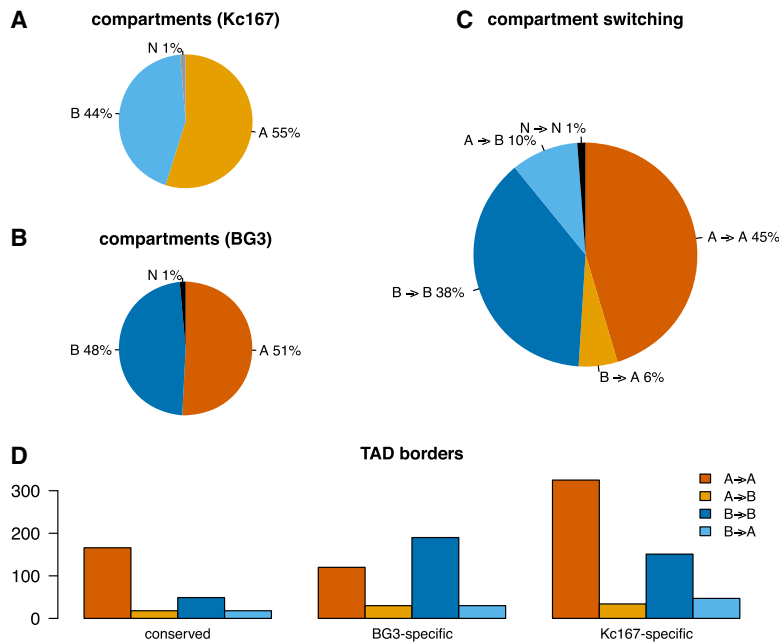 A
compartments (Kc167)
N 1%
B 44%
A 55%
B
compartments (BG3)
N 1%
B 48%
A 51%
C
compartment switching
N → N 1%
A → B 10%
A → A 45%
B → B 38%
B → A 6%
D
TAD borders
300
200
100
0
A→A
A→B
B→B
B→A
conserved
BG3-specific
Kc167-specific